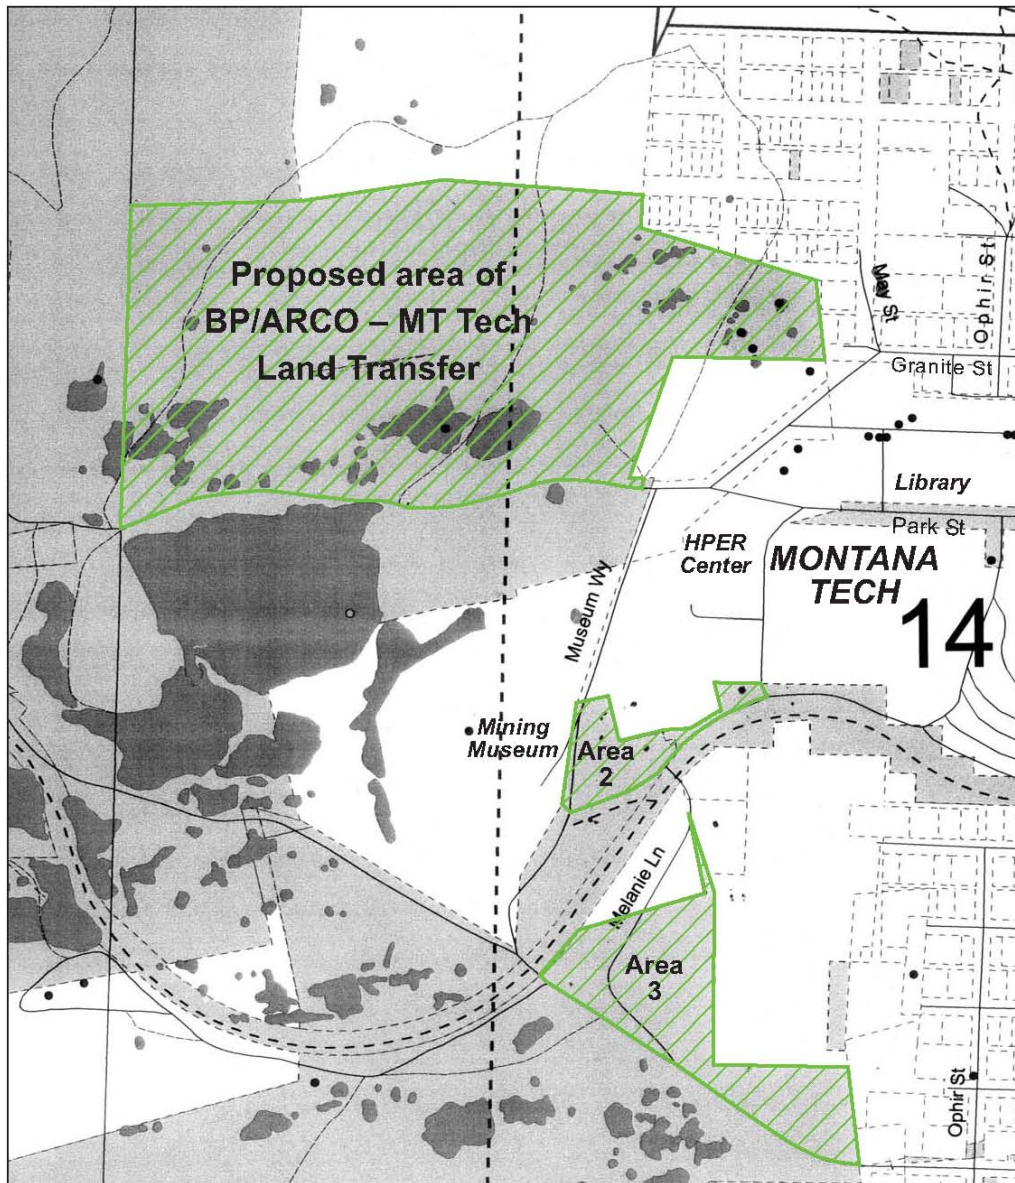 Proposed area of
BP/ARCO – MT Tech
Land Transfer
May St
Ophir St
Granite St
Library
Park St
HPER
Center
MONTANA
TECH
14
Museum Wy
Mining
Museum
Area
2
Melanie Ln
Area
3
Ophir St